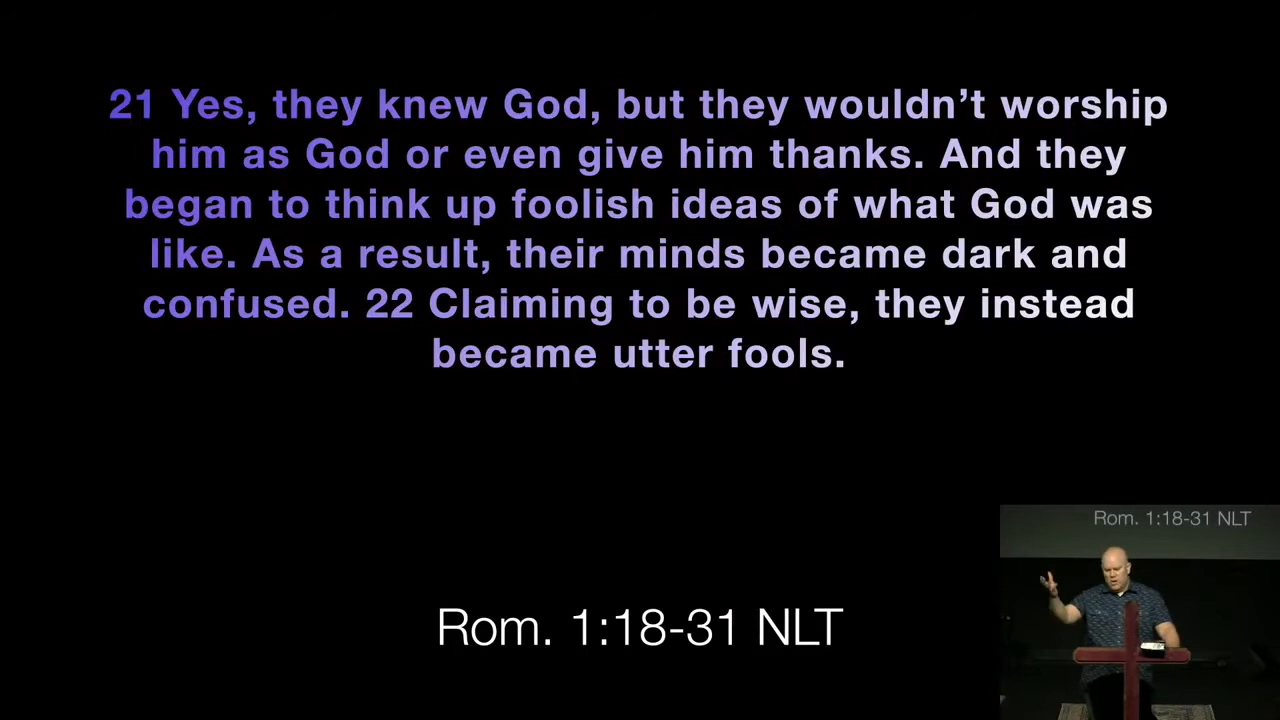 21 Yes, they knew God, but they wouldn’t worship
him as God or even give him thanks. And they
began to think up foolish ideas of what God was
like. As a result, their minds became dark and
confused. 22 Claiming to be wise, they instead
became utter fools.
Rom. 1:18-31 NLT
Rom. 1:18-31 NLT